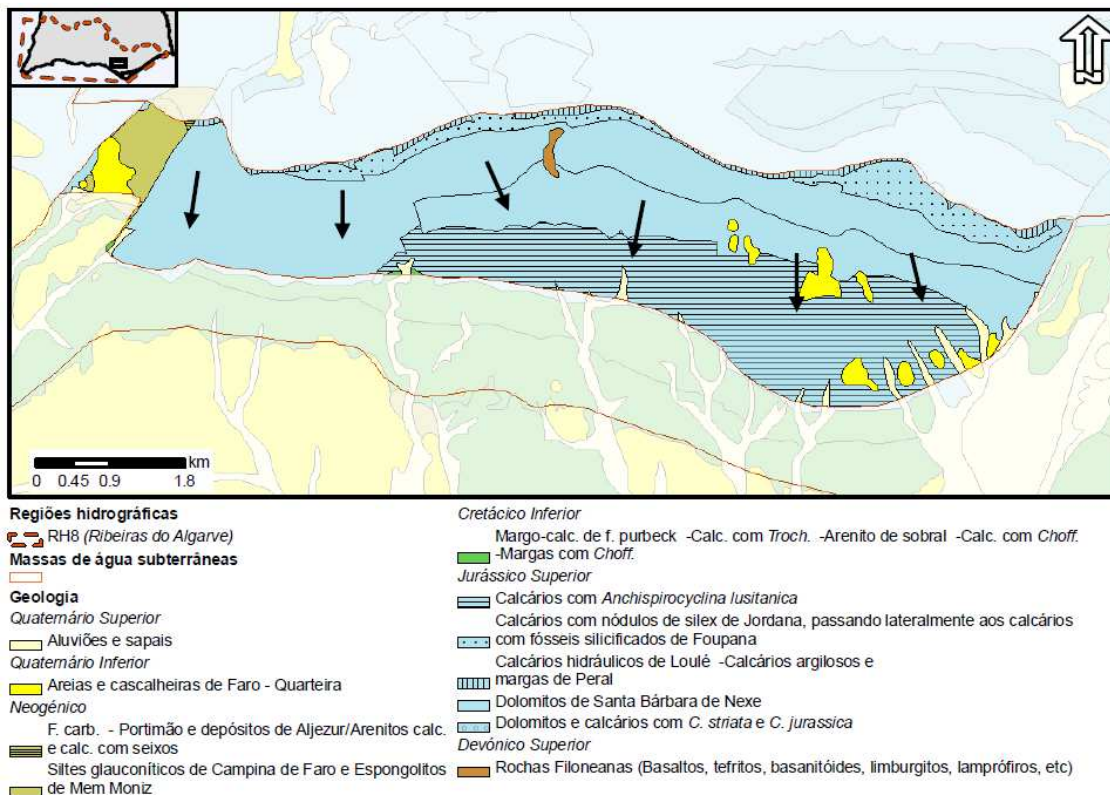 N
km
0 0.45 0.9 1.8
Regiões hidrográficas
RH8 (Ribeiras do Algarve)
Massas de água subterrâneas
Geologia
Quaternário Superior
Aluviões e sapais
Quaternário Inferior
Areias e cascalheiras de Faro - Quarteira
Neogénico
F. carb. - Portimão e depósitos de Aljezur/Arenitos calc.
e calc. com seixos
Siltes glauconíticos de Campina de Faro e Espongolitos
de Mem Moniz
Cretácico Inferior
Margo-calc. de f. purbeck -Calc. com Troch. -Arenito de sobral -Calc. com Choff.
-Margas com Choff.
Jurássico Superior
Calcários com Anchispirocyclina lusitanica
Calcários com nódulos de silex de Jordana, passando lateralmente aos calcários
com fósseis silicificados de Foupana
Calcários hidráulicos de Loulé -Calcários argilosos e
margas de Peral
Dolomitos de Santa Bárbara de Nexe
Dolomitos e calcários com C. striata e C. jurassica
Devónico Superior
Rochas Filoneanas (Basaltos, tefritos, basanitóides, limburgitos, lamprófiros, etc)